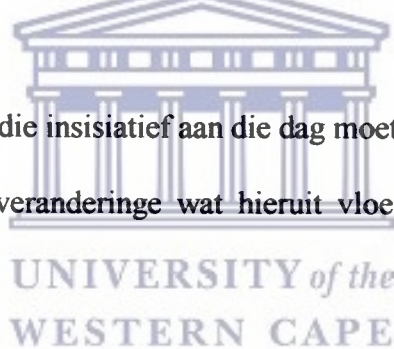 die insisiatief aan die dag moet
veranderinge wat hieruit vloe
UNIVERSITY of the
WESTERN CAPE